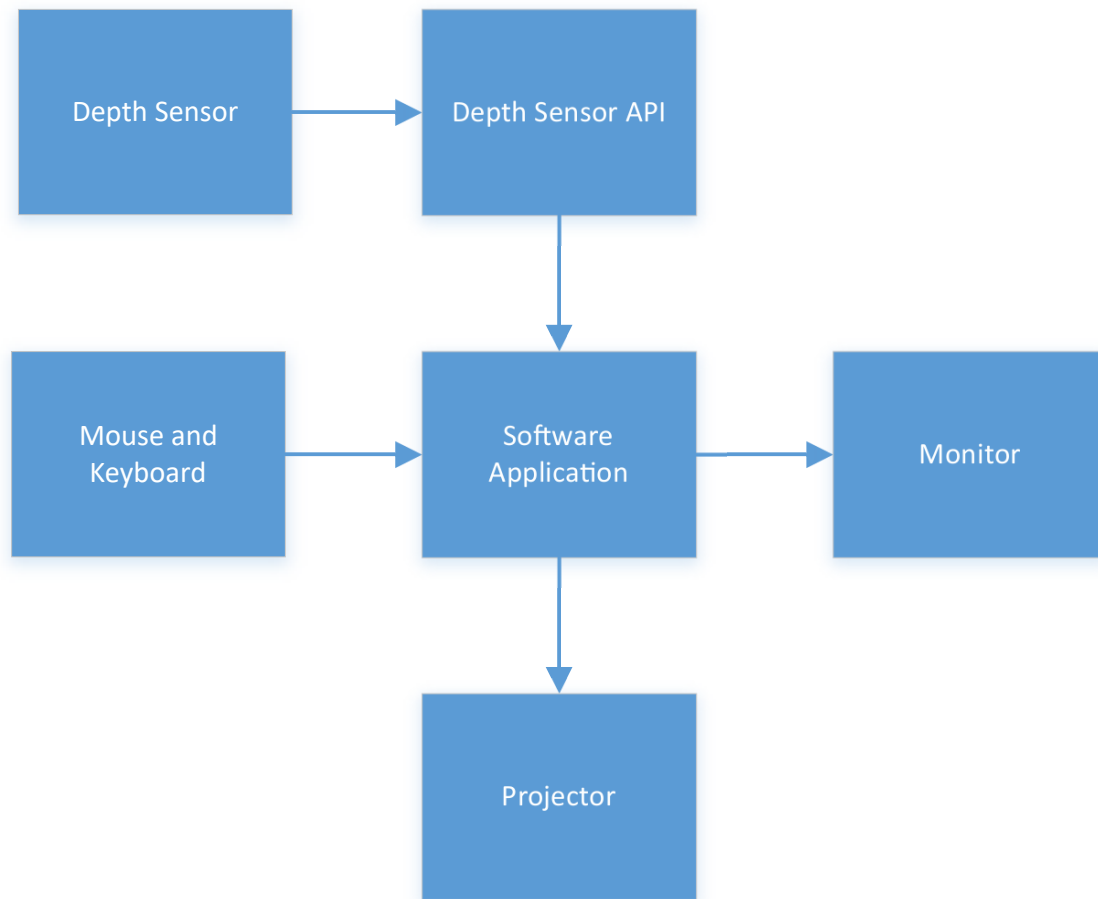 Depth Sensor
Depth Sensor API
Mouse and
Keyboard
Software
Application
Monitor
Projector